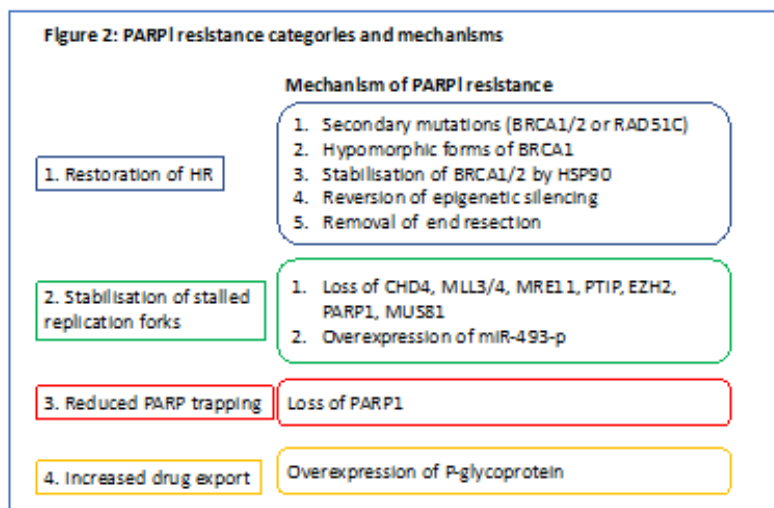 Figure 2: PARPi resistance categories and mechanisms
Mechanism of PARPi resistance
1. Restoration of HR
1. Secondary mutations (BRCA1/2 or RAD51C)
2. Hypomorphic forms of BRCA1
3. Stabilisation of BRCA1/2 by HSP90
4. Reversion of epigenetic silencing
5. Removal of end resection
2. Stabilisation of stalled
replication forks
1. Loss of CHD4, MLL3/4, MRE11, PTIP, EZH2,
PARP1, MUS81
2. Overexpression of miR-493-p
3. Reduced PARP trapping
Loss of PARP1
4. Increased drug export
Overexpression of P-glycoprotein